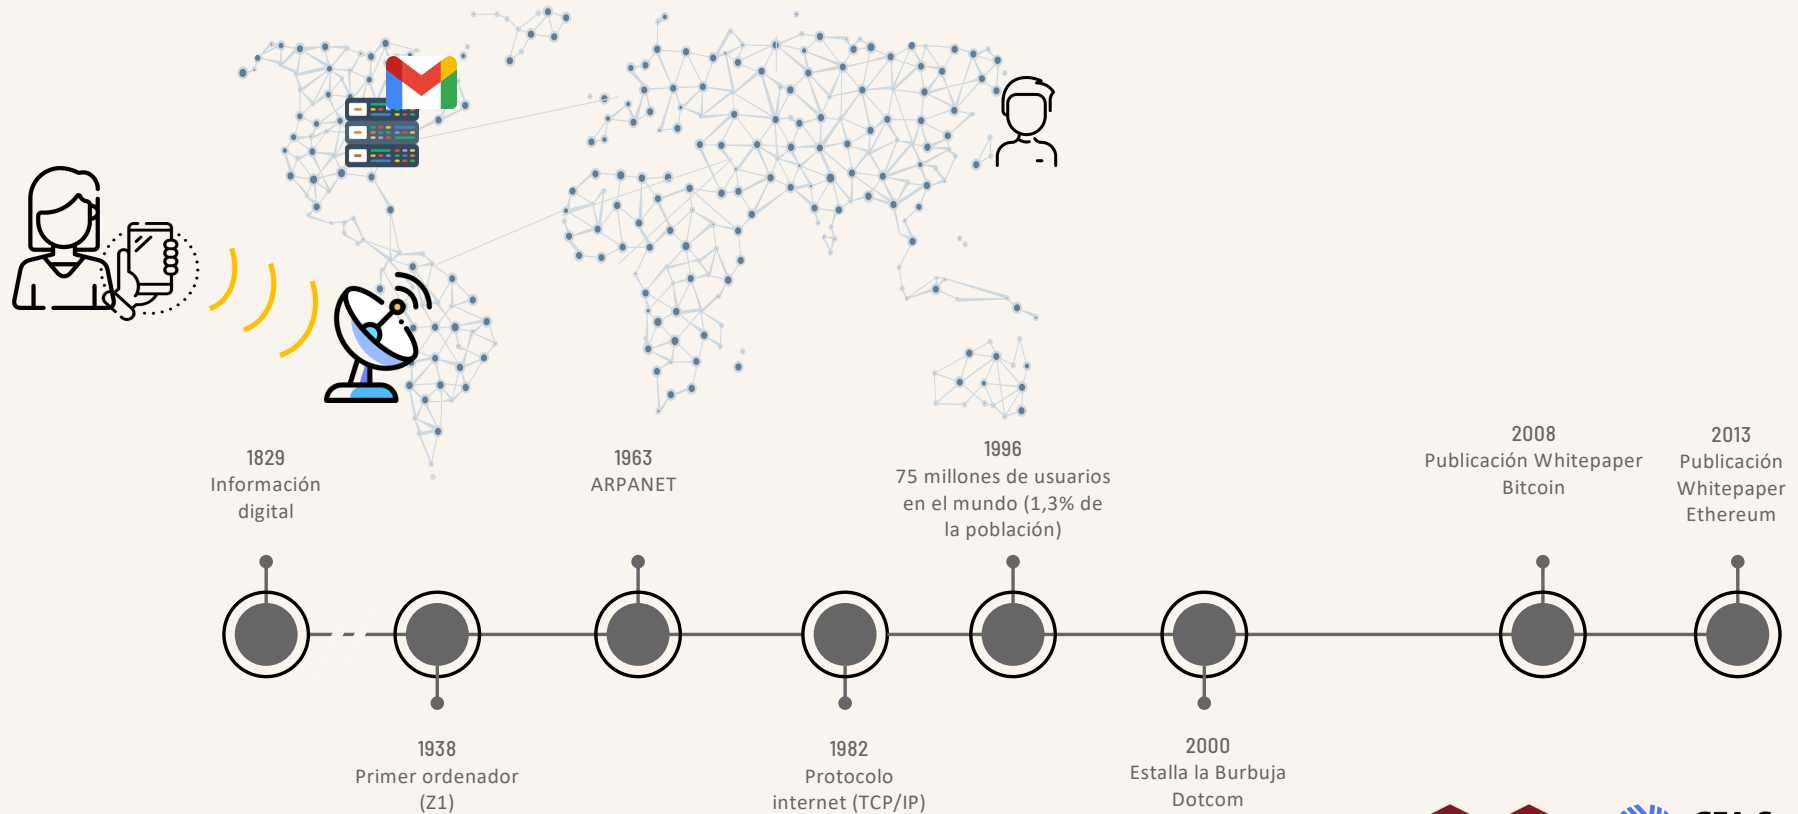 1829
Información
digital
1963
ARPANET
1996
75 millones de usuarios
en el mundo (1,3% de
la población)
2008
Publicación Whitepaper
Bitcoin
2013
Publicación
Whitepaper
Ethereum
1938
Primer ordenador
(Z1)
1982
Protocolo
internet (TCP/IP)
2000
Estalla la Burbuja
Dotcom